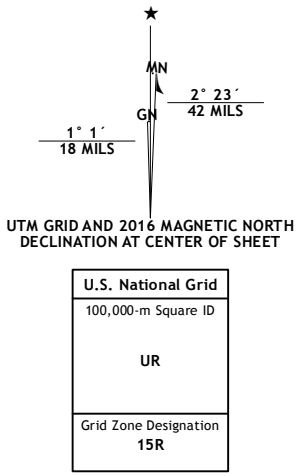 ★
MN
2° 23´
42 MILS
GN
1° 1´
18 MILS
UTM GRID AND 2016 MAGNETIC NORTH
DECLINATION AT CENTER OF SHEET
U.S. National Grid
100,000-m Square ID
UR
Grid Zone Designation
15R